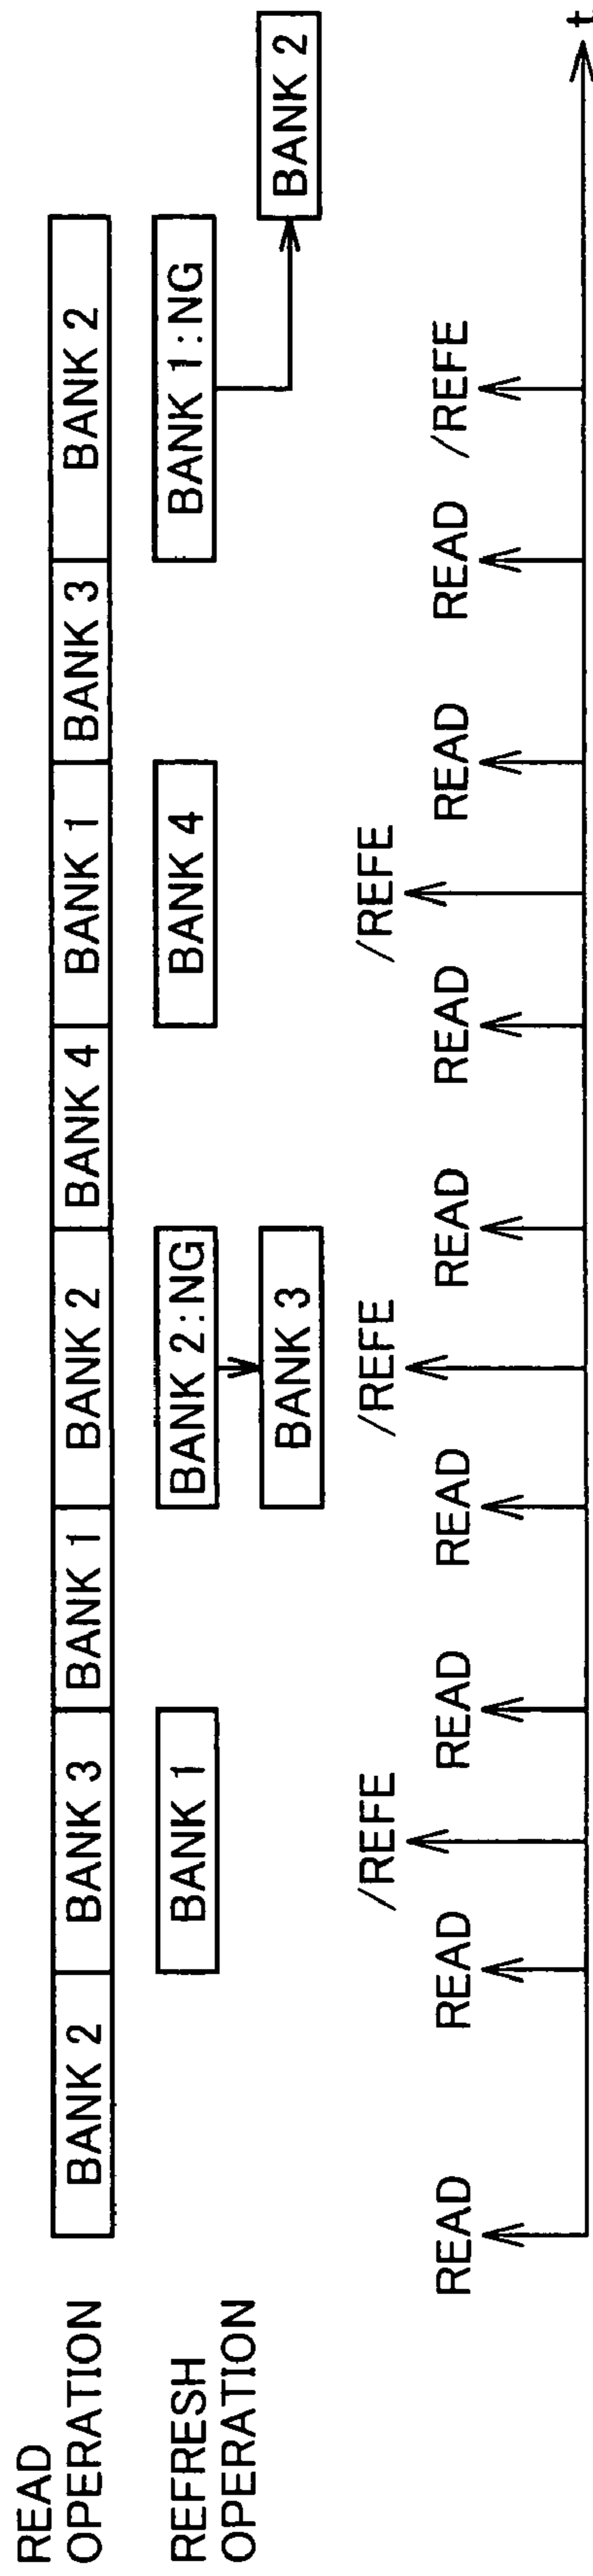 READ
OPERATION
BANK 2
BANK 3
BANK 1
BANK 2
BANK 4
BANK 1
BANK 3
BANK 2
REFRESH
OPERATION
BANK 1
BANK 2:NG
BANK 4
BANK 1:NG
BANK 3
BANK 2
/REFE
/REFE
/REFE
/REFE
READ
READ
READ
READ
READ
READ
READ
READ
t